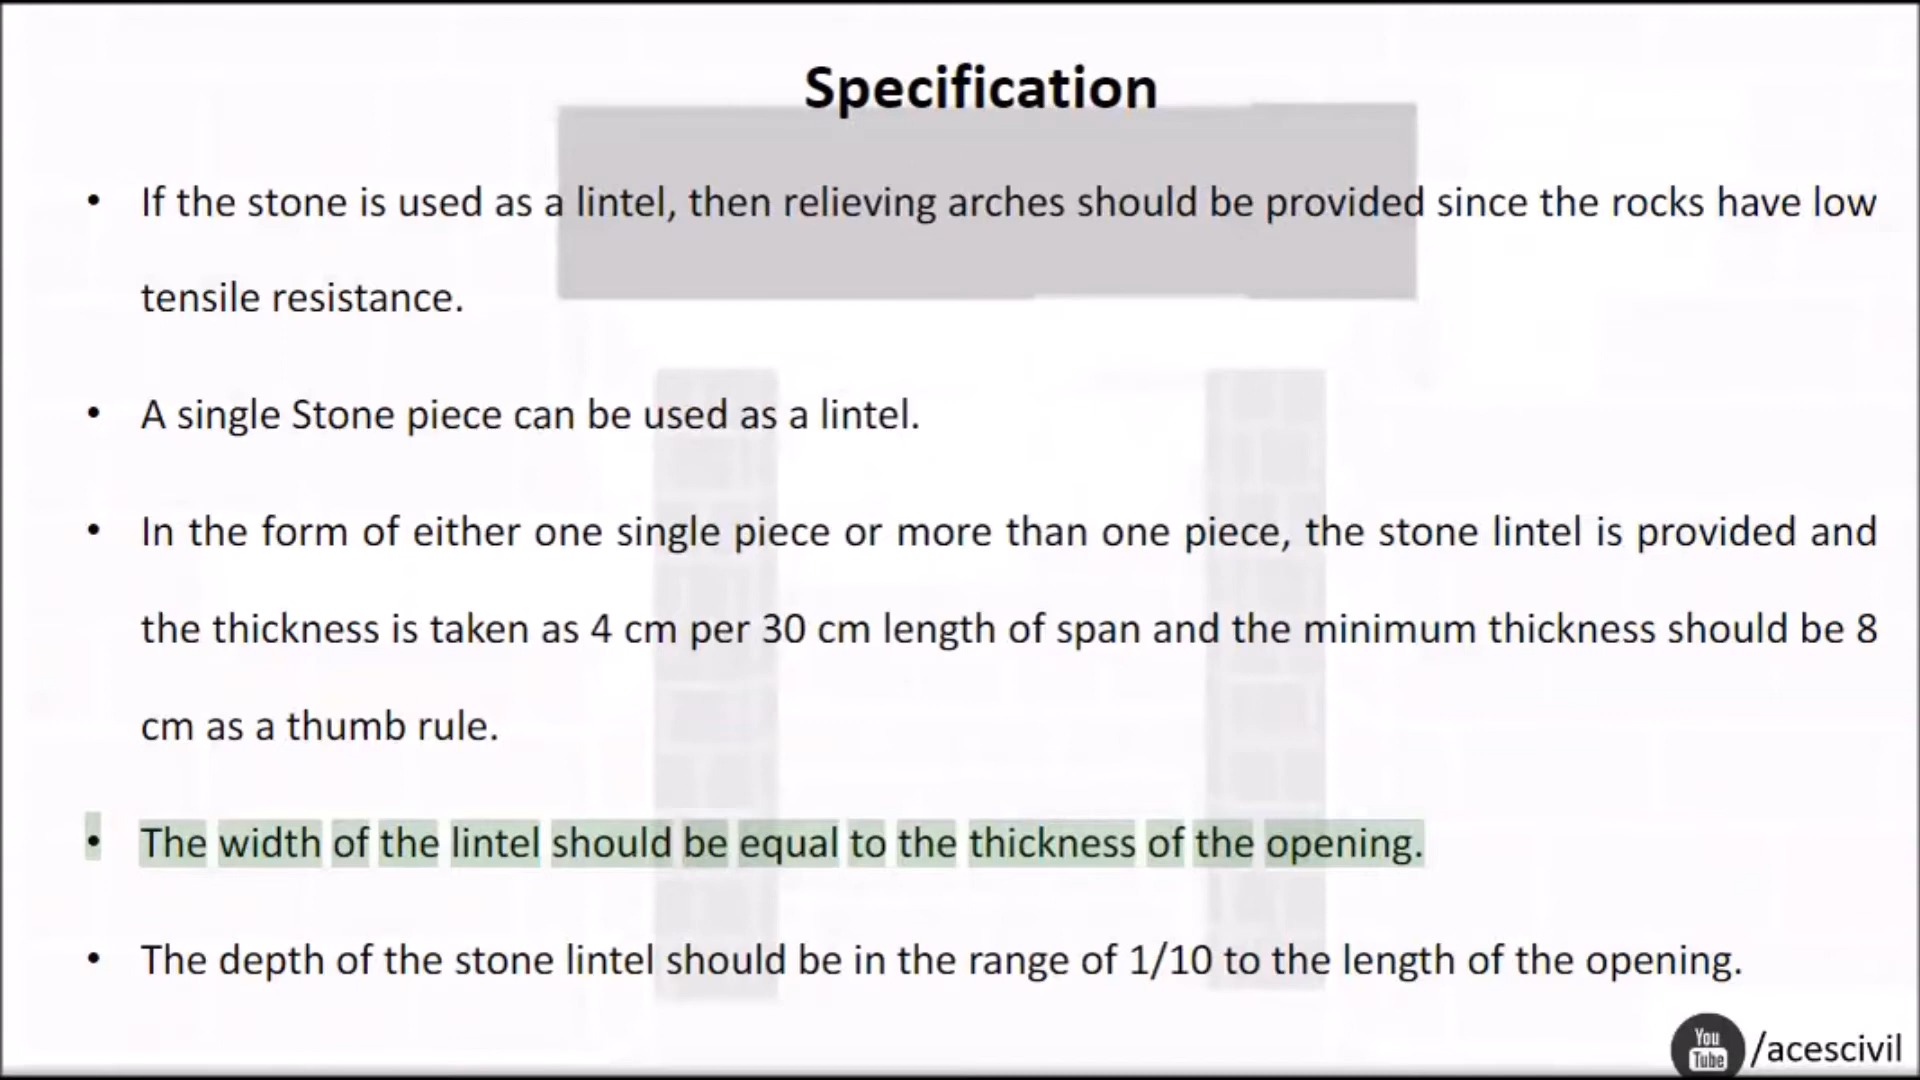 Specification
• If the stone is used as a lintel, then relieving arches should be provided since the rocks have low
tensile resistance.
• A single Stone piece can be used as a lintel.
• In the form of either one single piece or more than one piece, the stone lintel is provided and
the thickness is taken as 4 cm per 30 cm length of span and the minimum thickness should be 8
cm as a thumb rule.
• The width of the lintel should be equal to the thickness of the opening.
• The depth of the stone lintel should be in the range of 1/10 to the length of the opening.
You
Tube
/acescivil